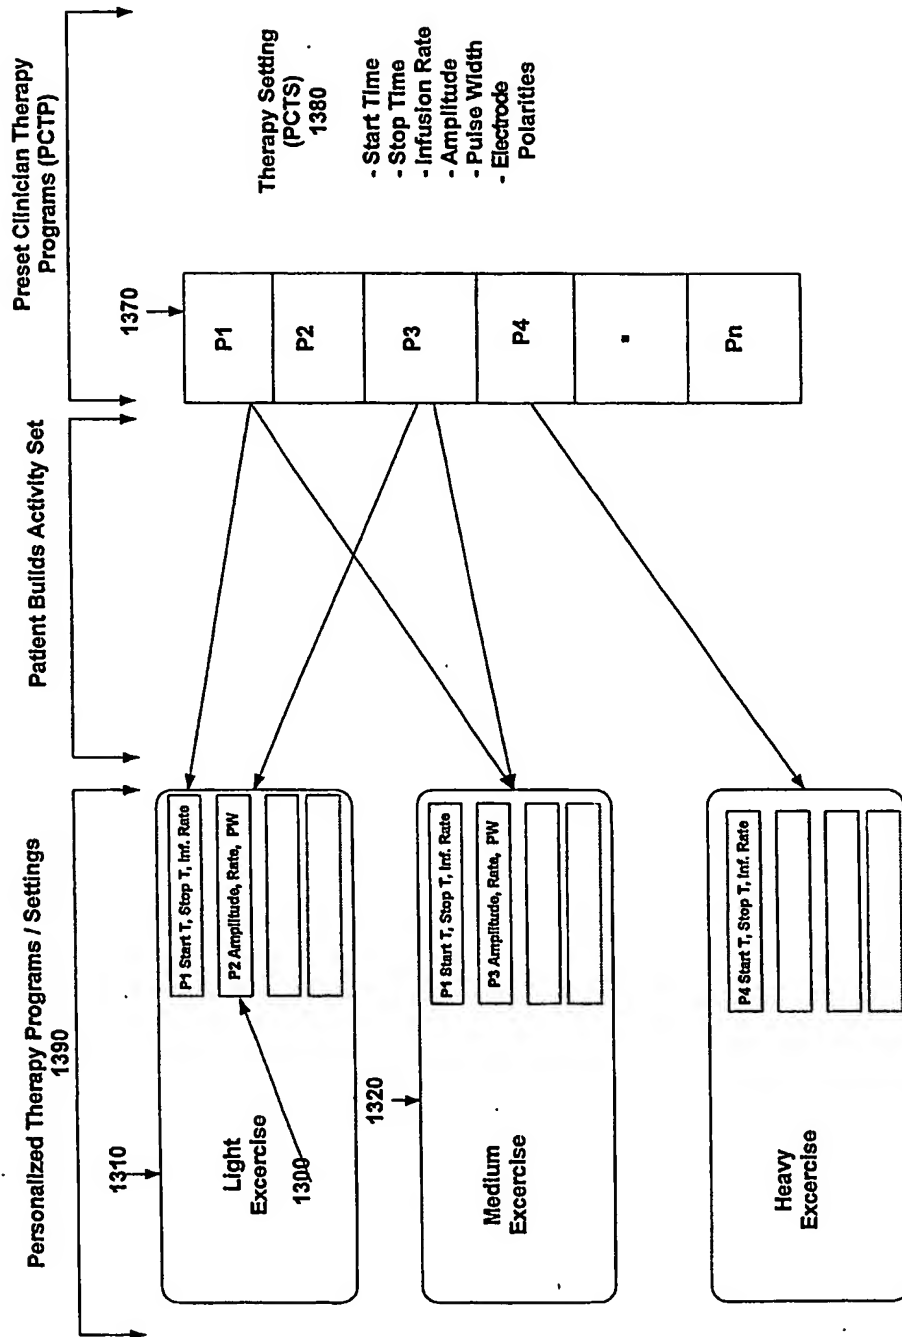 Personalized Therapy Programs / Settings
1390
Patient Builds Activity Set
Preset Clinician Therapy
Programs (PCTP)
1310
Light
Excercise
1300
P1 Start T, Stop T, Inf. Rate
P2 Amplitude, Rate, PW
1320
Medium
Excercise
P1 Start T, Stop T, Inf. Rate
P3 Amplitude, Rate, PW
Heavy
Excercise
P4 Start T, Stop T, Inf. Rate
1370
P1
P2
P3
P4
Pn
Therapy Setting
(PCTS)
1380
- Start Time
- Stop Time
- Infusion Rate
- Amplitude
- Pulse Width
- Electrode
Polarities